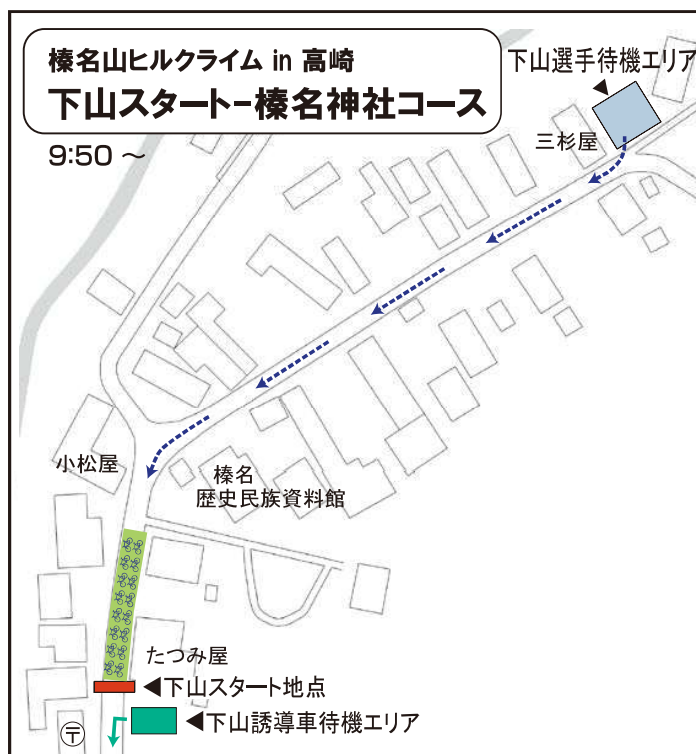 榛名山ヒルクライム in 高崎
下山スタート-榛名神社コース
9:50 ～
下山選手待機エリア
三杉屋
小松屋
榛名
歴史民族資料館
たつみ屋
◀下山スタート地点
◀下山誘導車待機エリア
〒